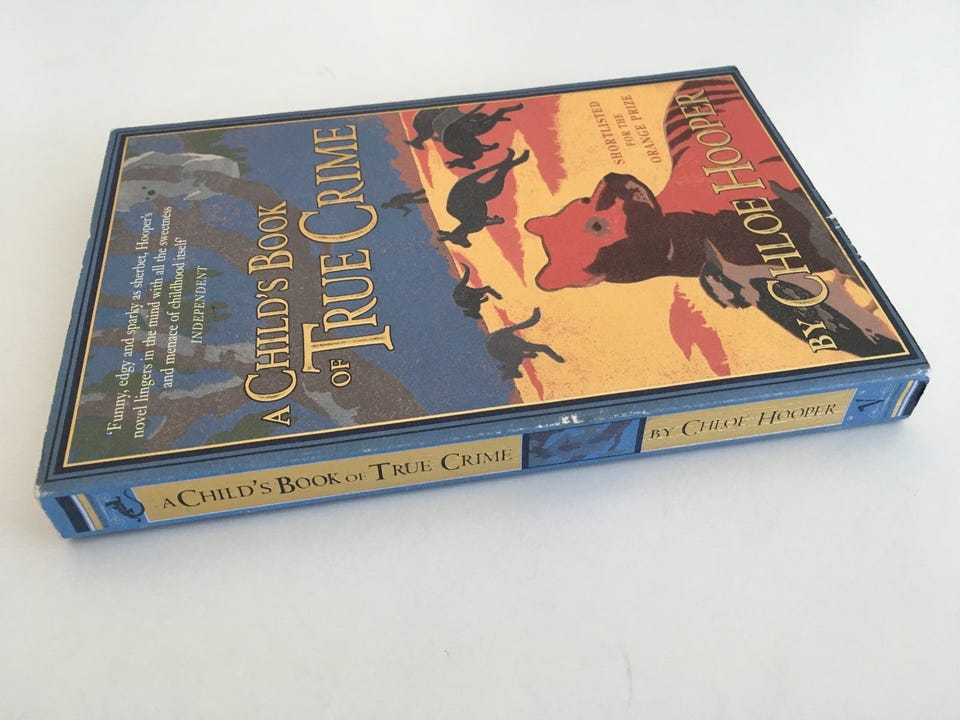 'Funny, edgy and sparky as sherbet, Hooper's
novel lingers in the mind with all the sweetness
and menace of childhood itself'
INDEPENDENT
A CHILD'S BOOK
OF TRUE CRIME
SHORTLISTED
FOR THE
ORANGE PRIZE
BY CHLOE HOOPER
A CHILD'S BOOK OF TRUE CRIME
BY CHLOE HOOPER
V